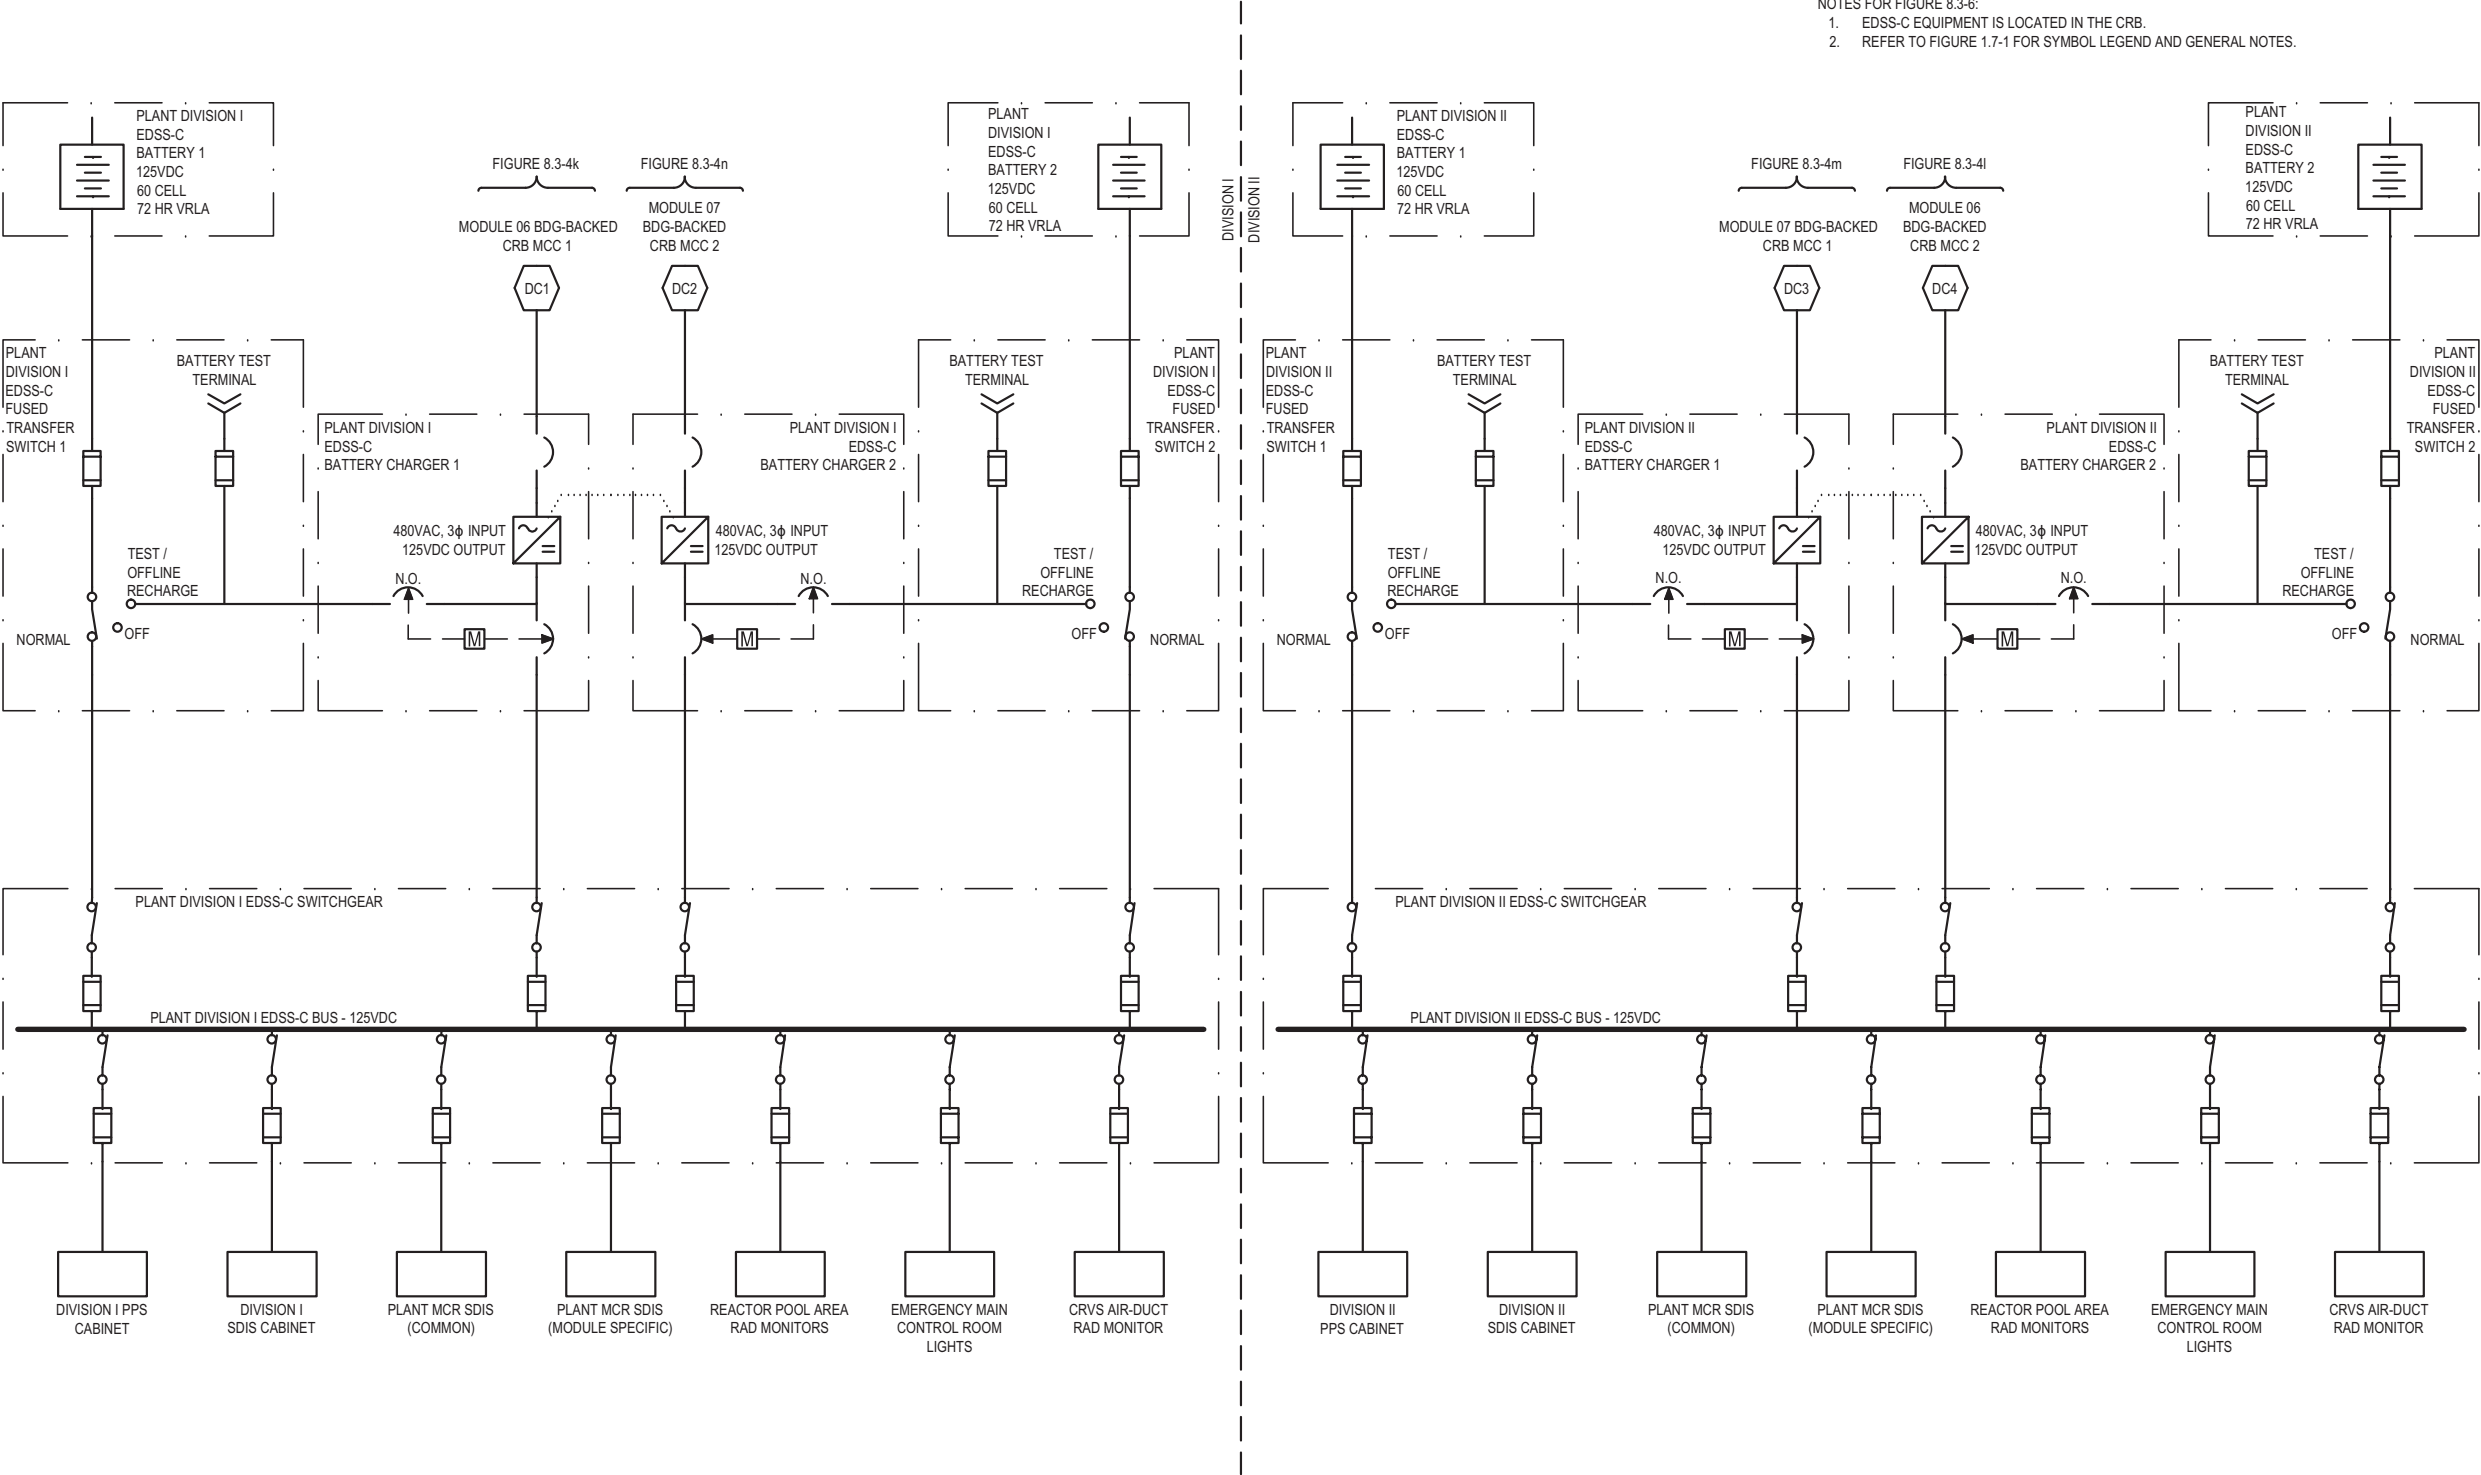 NOTES FOR FIGURE 8.3-6:
1. EDSS-C EQUIPMENT IS LOCATED IN THE CRB.
2. REFER TO FIGURE 1.7-1 FOR SYMBOL LEGEND AND GENERAL NOTES.
PLANT DIVISION I
EDSS-C
BATTERY 1
125VDC
60 CELL
72 HR VRLA
FIGURE 8.3-4k
MODULE 06 BDG-BACKED
CRB MCC 1
DC1
FIGURE 8.3-4n
MODULE 07
BDG-BACKED
CRB MCC 2
DC2
PLANT
DIVISION I
EDSS-C
BATTERY 2
125VDC
60 CELL
72 HR VRLA
DIVISION I
DIVISION II
PLANT DIVISION II
EDSS-C
BATTERY 1
125VDC
60 CELL
72 HR VRLA
FIGURE 8.3-4m
MODULE 07 BDG-BACKED
CRB MCC 1
DC3
FIGURE 8.3-4l
MODULE 06
BDG-BACKED
CRB MCC 2
DC4
PLANT
DIVISION II
EDSS-C
BATTERY 2
125VDC
60 CELL
72 HR VRLA
PLANT
DIVISION I
EDSS-C
FUSED
TRANSFER
SWITCH 1
BATTERY TEST
TERMINAL
TEST /
OFFLINE
RECHARGE
OFF
NORMAL
PLANT DIVISION I
EDSS-C
BATTERY CHARGER 1
480VAC, 3ϕ INPUT
125VDC OUTPUT
N.O.
M
PLANT DIVISION I
EDSS-C
BATTERY CHARGER 2
480VAC, 3ϕ INPUT
125VDC OUTPUT
N.O.
M
BATTERY TEST
TERMINAL
PLANT
DIVISION I
EDSS-C
FUSED
TRANSFER
SWITCH 2
TEST /
OFFLINE
RECHARGE
OFF
NORMAL
PLANT
DIVISION II
EDSS-C
FUSED
TRANSFER
SWITCH 1
BATTERY TEST
TERMINAL
TEST /
OFFLINE
RECHARGE
OFF
NORMAL
PLANT DIVISION II
EDSS-C
BATTERY CHARGER 1
480VAC, 3ϕ INPUT
125VDC OUTPUT
N.O.
M
PLANT DIVISION II
EDSS-C
BATTERY CHARGER 2
480VAC, 3ϕ INPUT
125VDC OUTPUT
N.O.
M
BATTERY TEST
TERMINAL
PLANT
DIVISION II
EDSS-C
FUSED
TRANSFER
SWITCH 2
TEST /
OFFLINE
RECHARGE
OFF
NORMAL
PLANT DIVISION I EDSS-C SWITCHGEAR
PLANT DIVISION I EDSS-C BUS - 125VDC
PLANT DIVISION II EDSS-C SWITCHGEAR
PLANT DIVISION II EDSS-C BUS - 125VDC
DIVISION I PPS
CABINET
DIVISION I
SDIS CABINET
PLANT MCR SDIS
(COMMON)
PLANT MCR SDIS
(MODULE SPECIFIC)
REACTOR POOL AREA
RAD MONITORS
EMERGENCY MAIN
CONTROL ROOM
LIGHTS
CRVS AIR-DUCT
RAD MONITOR
DIVISION II
PPS CABINET
DIVISION II
SDIS CABINET
PLANT MCR SDIS
(COMMON)
PLANT MCR SDIS
(MODULE SPECIFIC)
REACTOR POOL AREA
RAD MONITORS
EMERGENCY MAIN
CONTROL ROOM
LIGHTS
CRVS AIR-DUCT
RAD MONITOR